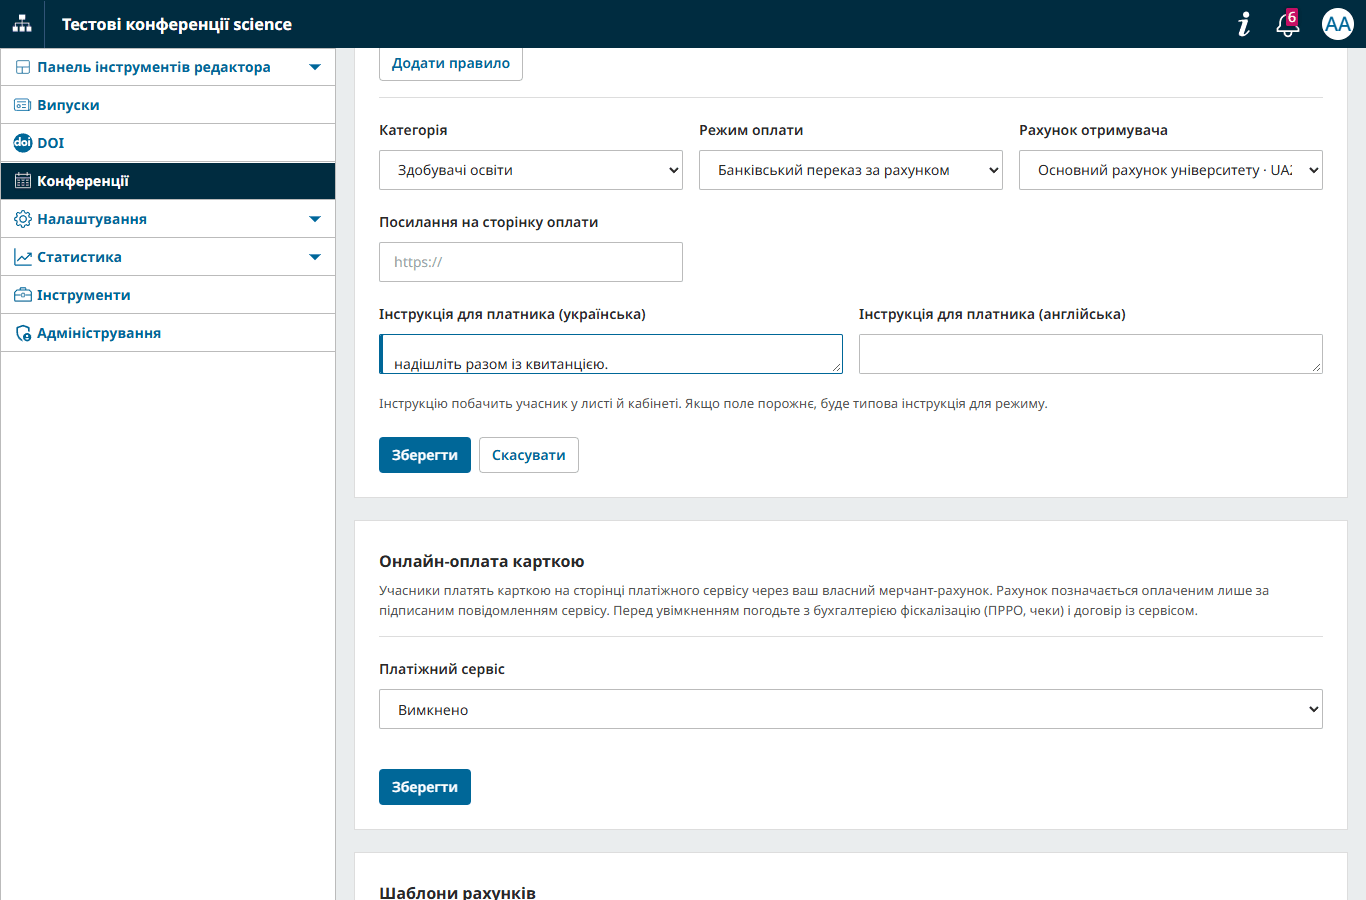 Тестові конференції science
6
AA
Панель інструментів редактора
Випуски
doi DOI
Конференції
Налаштування
Статистика
Інструменти
Адміністрування
Додати правило
Категорія
Режим оплати
Рахунок отримувача
Здобувачі освіти
Банківський переказ за рахунком
Основний рахунок університету · UA2
Посилання на сторінку оплати
https://
Інструкція для платника (українська)
Інструкція для платника (англійська)
надішліть разом із квитанцією.
Інструкцію побачить учасник у листі й кабінеті. Якщо поле порожнє, буде типова інструкція для режиму.
Зберегти
Скасувати
Онлайн-оплата карткою
Учасники платять карткою на сторінці платіжного сервісу через ваш власний мерчант-рахунок. Рахунок позначається оплаченим лише за
підписаним повідомленням сервісу. Перед увімкненням погодьте з бухгалтерією фіскалізацію (ПРРО, чеки) і договір із сервісом.
Платіжний сервіс
Вимкнено
Зберегти
Шаблони рахунків